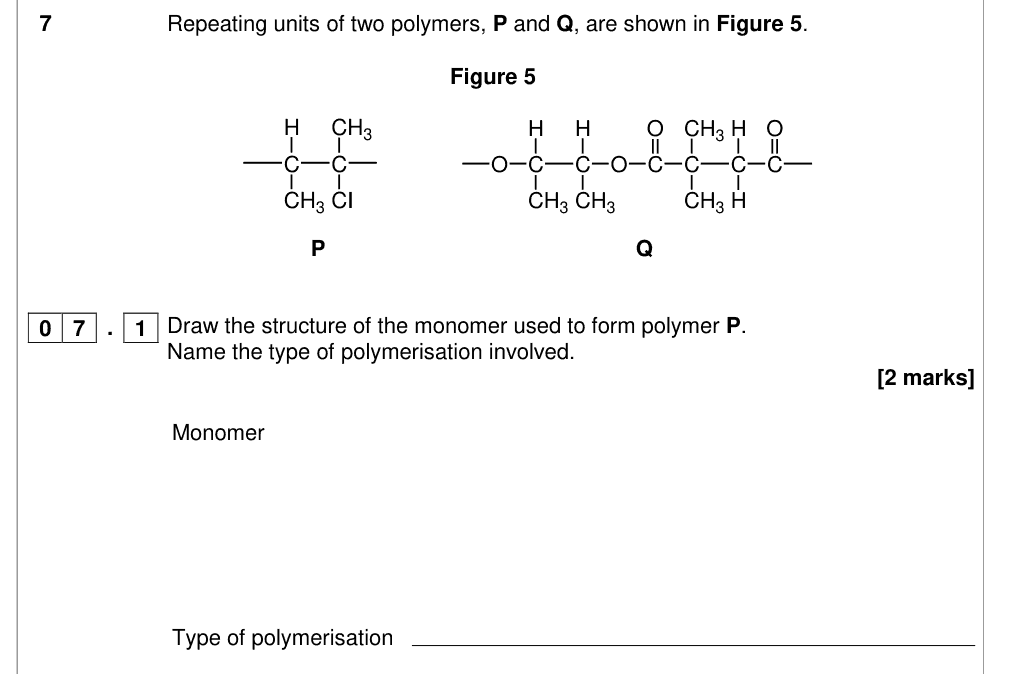 7 Repeating units of two polymers, P and Q, are shown in Figure 5.
Figure 5
H CH₃ H H O CH₃ H O
C C O C C O C C C C
CH₃ Cl CH₃ CH₃ CH₃ H
P Q
0 7 . 1 Draw the structure of the monomer used to form polymer P.
Name the type of polymerisation involved.
[2 marks]
Monomer
Type of polymerisation